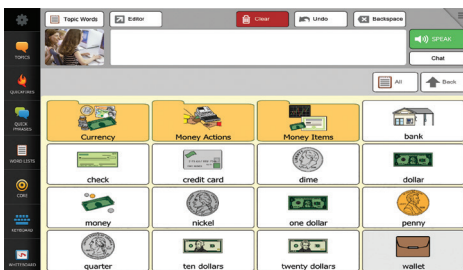 Topic Words
Editor
Clear
Undo
Backspace
SPEAK
Chat
All
Back
TOPICS
QUICKFIRES
QUICK
PHRASES
WORD LISTS
CORE
KEYBOARD
WHITEBOARD
Currency
Money Actions
Money Items
bank
check
credit card
dime
dollar
money
nickel
one dollar
penny
quarter
ten dollars
twenty dollars
wallet